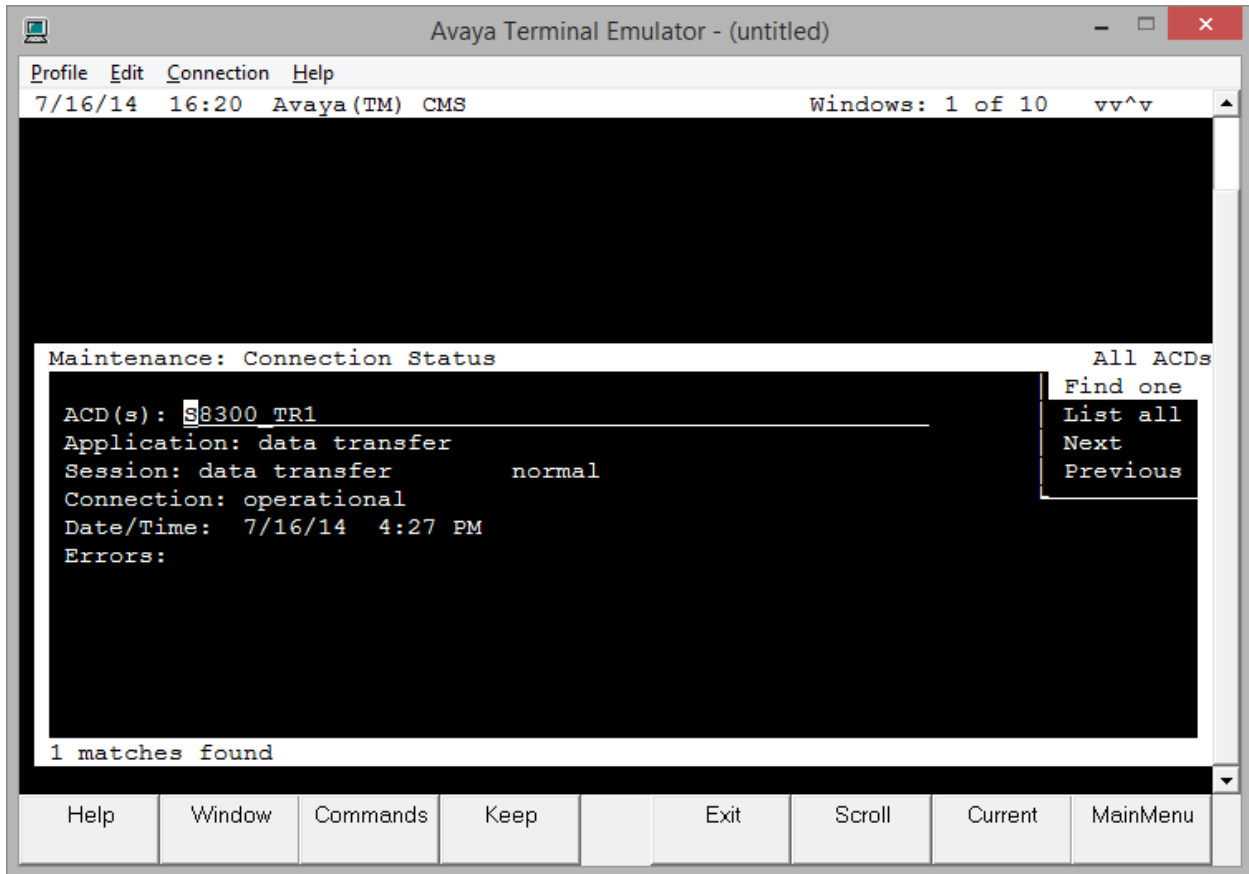 Avaya Terminal Emulator - (untitled)
Profile Edit Connection Help
7/16/14 16:20 Avaya(TM) CMS Windows: 1 of 10 vv^v
Maintenance: Connection Status All ACDs
Find one
ACD(s): S8300_TR1 List all
Application: data transfer Next
Session: data transfer normal Previous
Connection: operational
Date/Time: 7/16/14 4:27 PM
Errors:
1 matches found
Help Window Commands Keep Exit Scroll Current MainMenu